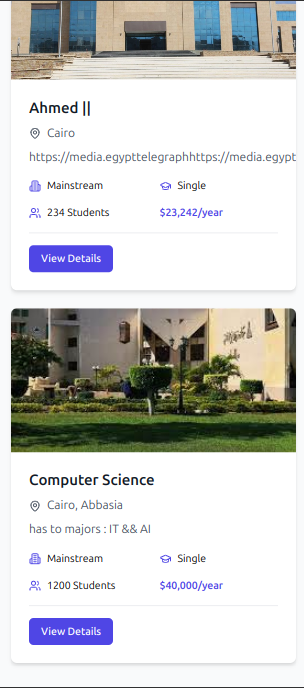 Ahmed ||
Cairo
https://media.egypttelegraphhttps://media.egypt
Mainstream
Single
234 Students
$23,242/year
View Details
Computer Science
Cairo, Abbasia
has to majors : IT && AI
Mainstream
Single
1200 Students
$40,000/year
View Details